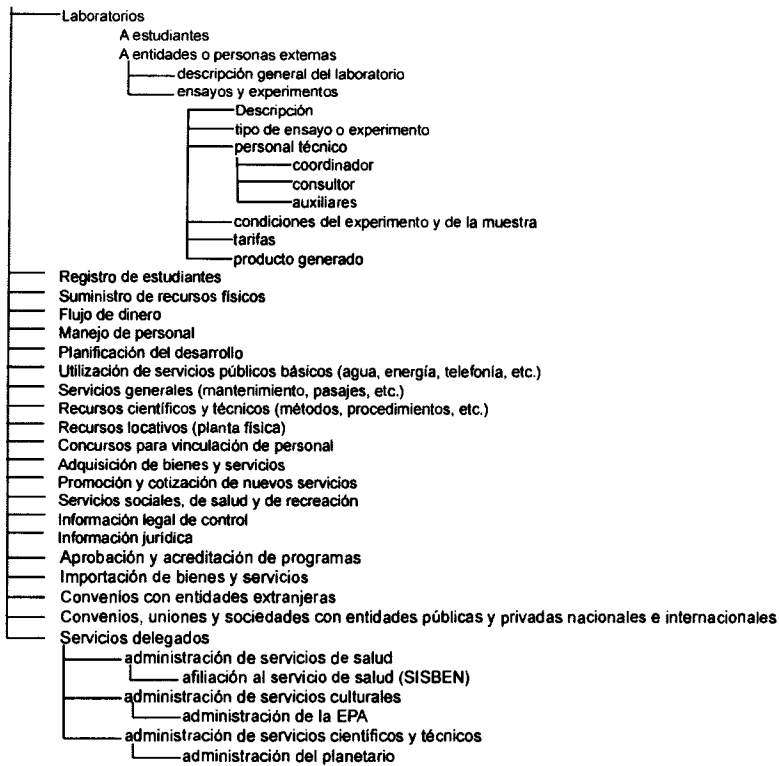 Laboratorios
A estudiantes
A entidades o personas externas
descripción general del laboratorio
ensayos y experimentos
Descripción
tipo de ensayo o experimento
personal técnico
coordinador
consultor
auxiliares
condiciones del experimento y de la muestra
tarifas
producto generado
Registro de estudiantes
Suministro de recursos físicos
Flujo de dinero
Manejo de personal
Planificación del desarrollo
Utilización de servicios públicos básicos (agua, energía, telefonía, etc.)
Servicios generales (mantenimiento, pasajes, etc.)
Recursos científicos y técnicos (métodos, procedimientos, etc.)
Recursos locativos (planta física)
Concursos para vinculación de personal
Adquisición de bienes y servicios
Promoción y cotización de nuevos servicios
Servicios sociales, de salud y de recreación
Información legal de control
Información jurídica
Aprobación y acreditación de programas
Importación de bienes y servicios
Convenios con entidades extranjeras
Convenios, uniones y sociedades con entidades públicas y privadas nacionales e internacionales
Servicios delegados
administración de servicios de salud
afiliación al servicio de salud (SISBEN)
administración de servicios culturales
administración de la EPA
administración de servicios científicos y técnicos
administración del planetario